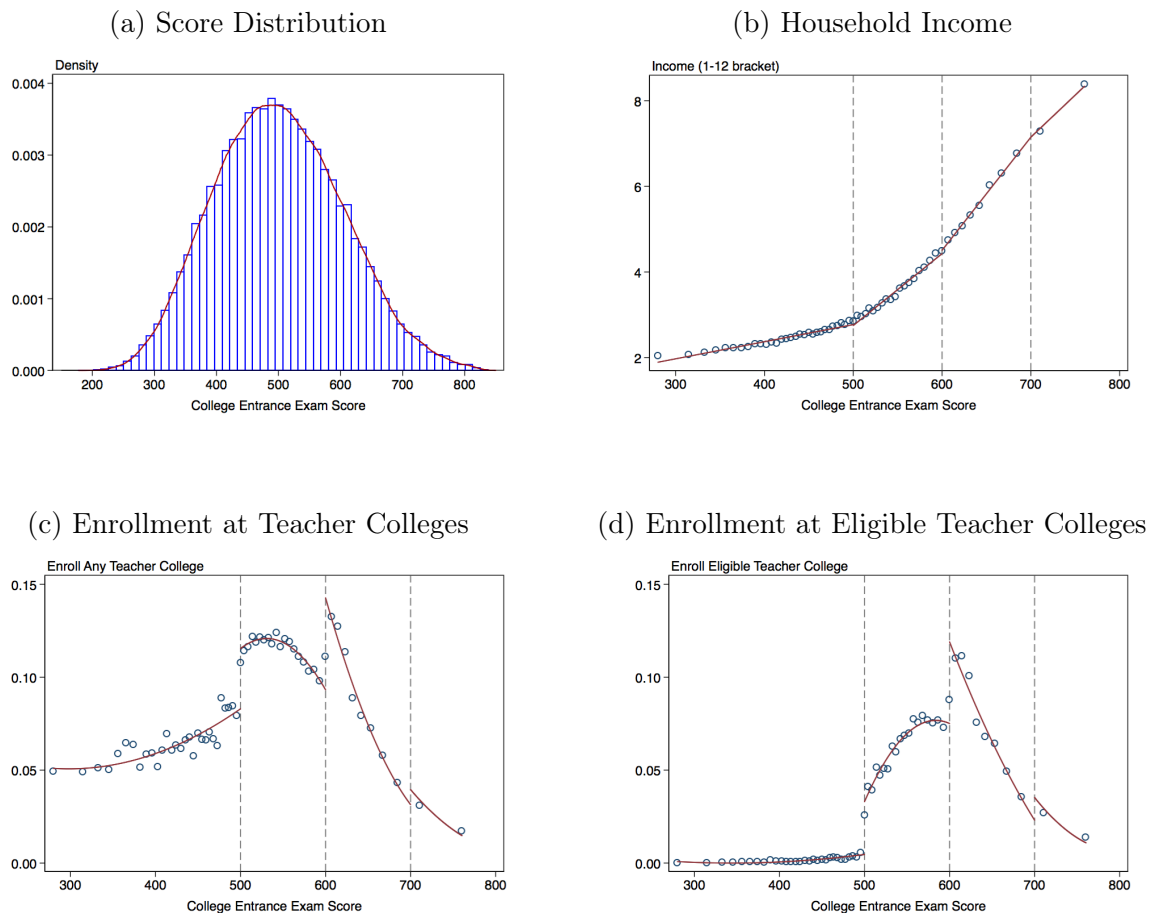 (a) Score Distribution
Density
0.004
0.003
0.002
0.001
0.000
200 300 400 500 600 700 800
College Entrance Exam Score
(b) Household Income
Income (1-12 bracket)
8
6
4
2
300 400 500 600 700 800
College Entrance Exam Score
(c) Enrollment at Teacher Colleges
Enroll Any Teacher College
0.15
0.10
0.05
0.00
300 400 500 600 700 800
College Entrance Exam Score
(d) Enrollment at Eligible Teacher Colleges
Enroll Eligible Teacher College
0.15
0.10
0.05
0.00
300 400 500 600 700 800
College Entrance Exam Score